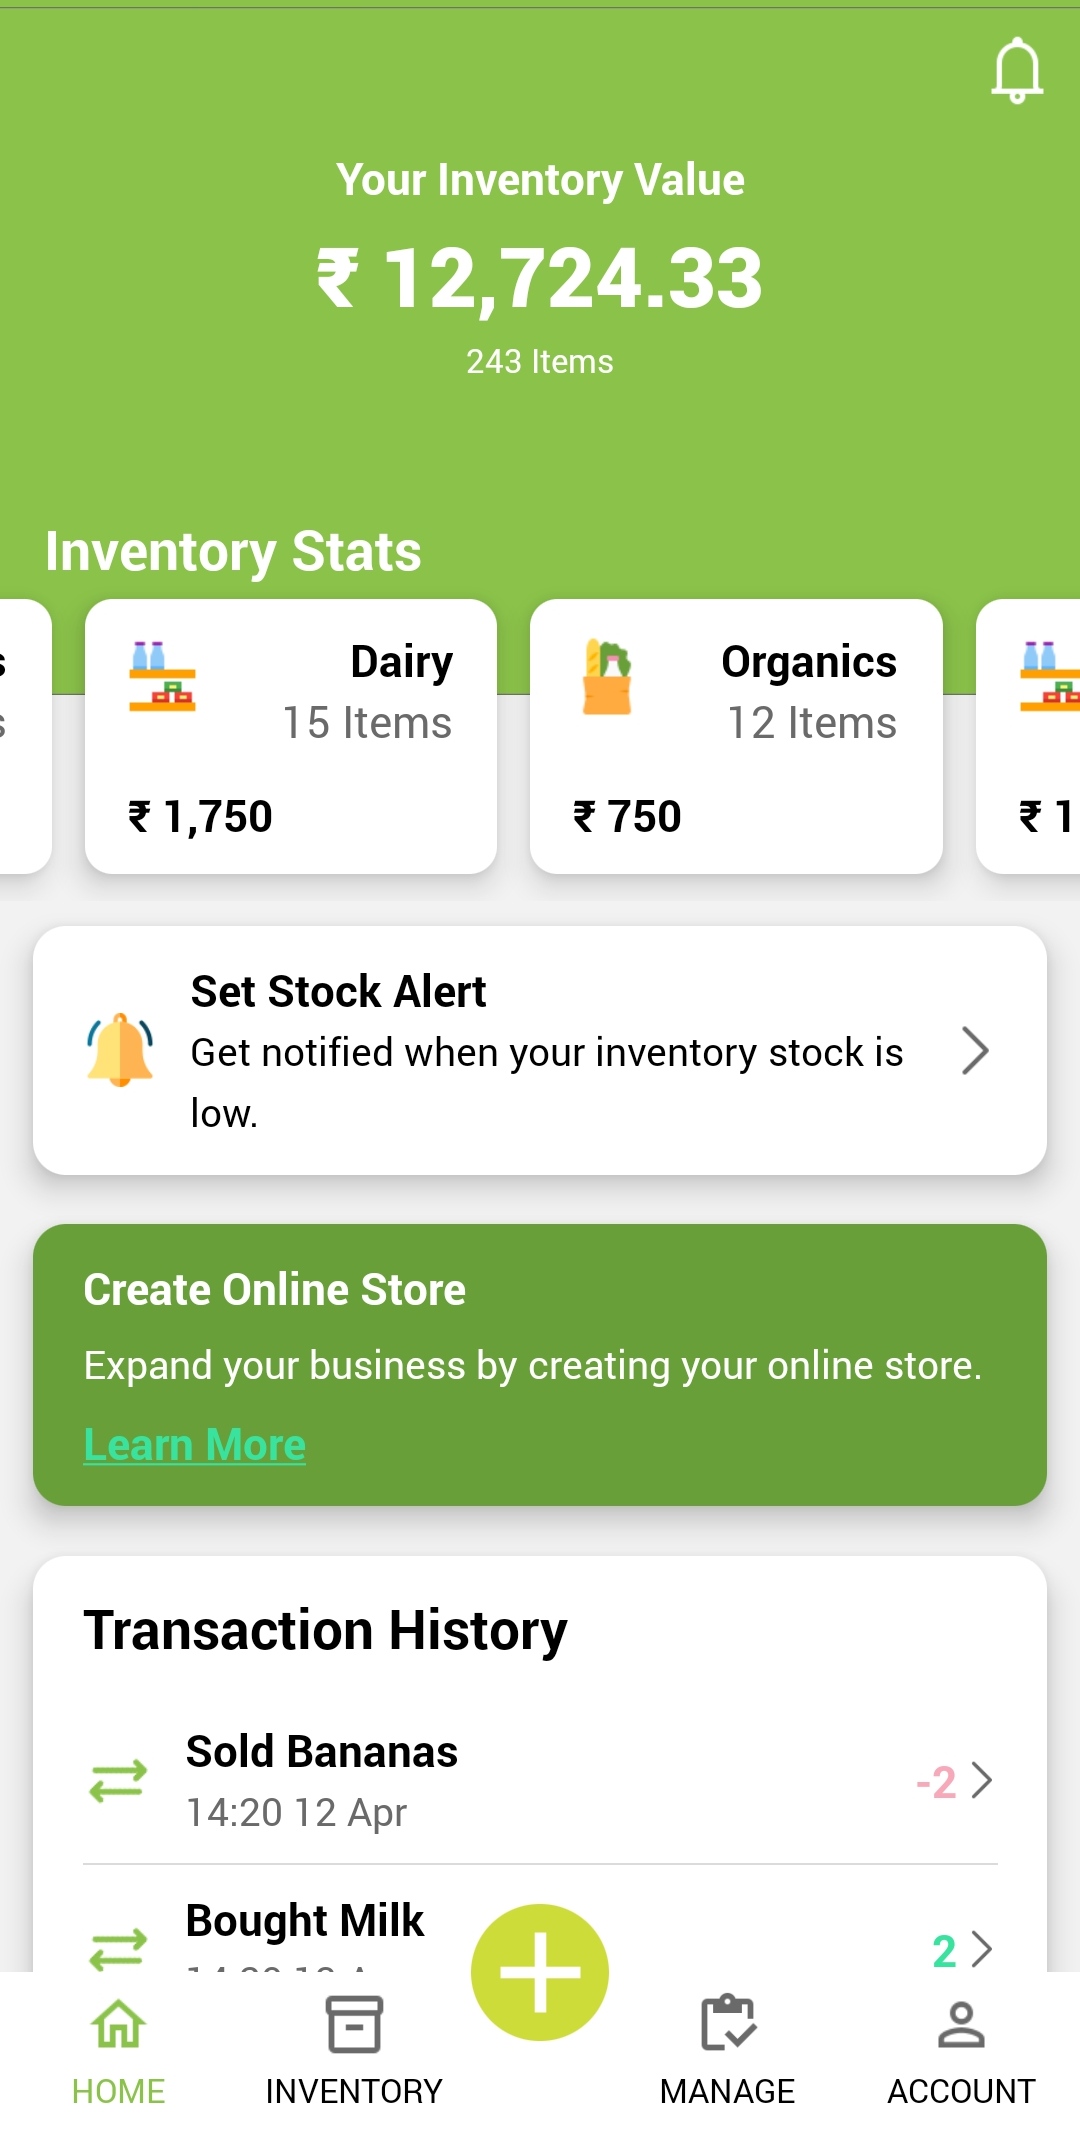 Your Inventory Value
₹ 12,724.33
243 Items
Inventory Stats
Dairy
15 Items
₹ 1,750
Organics
12 Items
₹ 750
₹ 1
Set Stock Alert
Get notified when your inventory stock is
low.
Create Online Store
Expand your business by creating your online store.
Learn More
Transaction History
Sold Bananas
14:20 12 Apr
-2
Bought Milk
2
HOME
INVENTORY
MANAGE
ACCOUNT